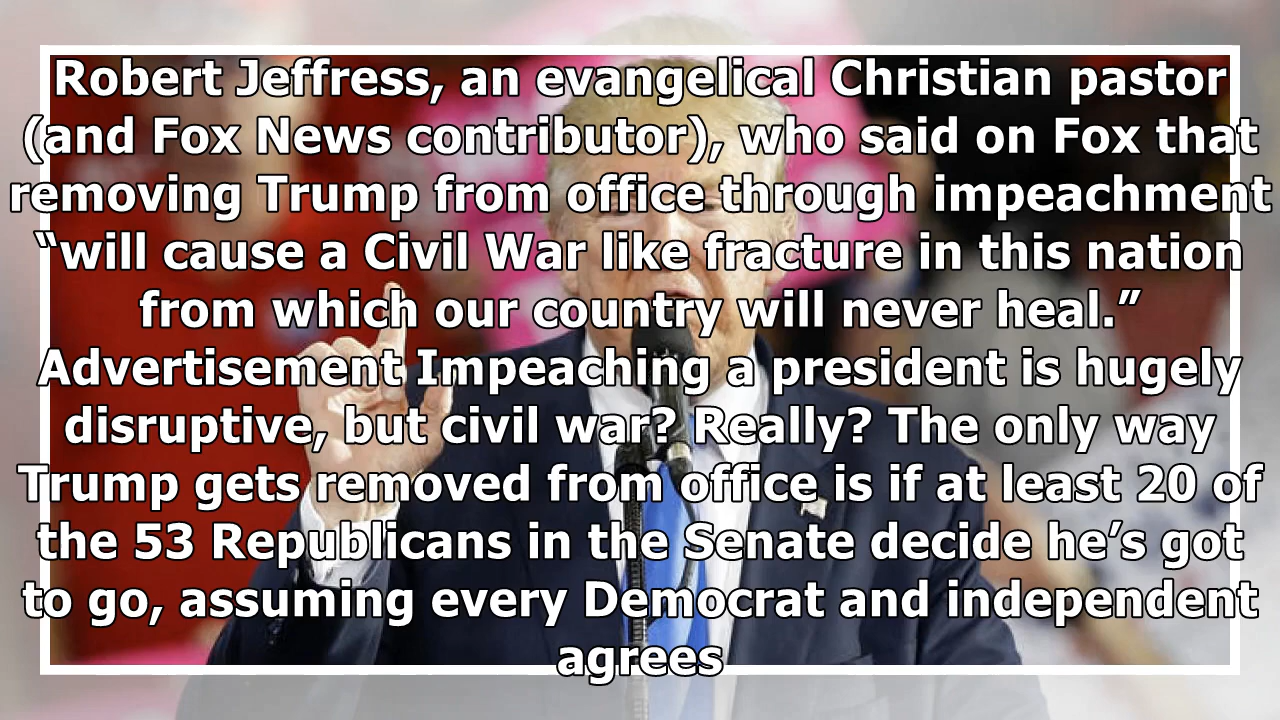 Robert Jeffress, an evangelical Christian pastor
(and Fox News contributor), who said on Fox that
removing Trump from office through impeachment
“will cause a Civil War like fracture in this nation
from which our country will never heal.”
Advertisement Impeaching a president is hugely
disruptive, but civil war? Really? The only way
Trump gets removed from office is if at least 20 of
the 53 Republicans in the Senate decide he’s got
to go, assuming every Democrat and independent
agrees